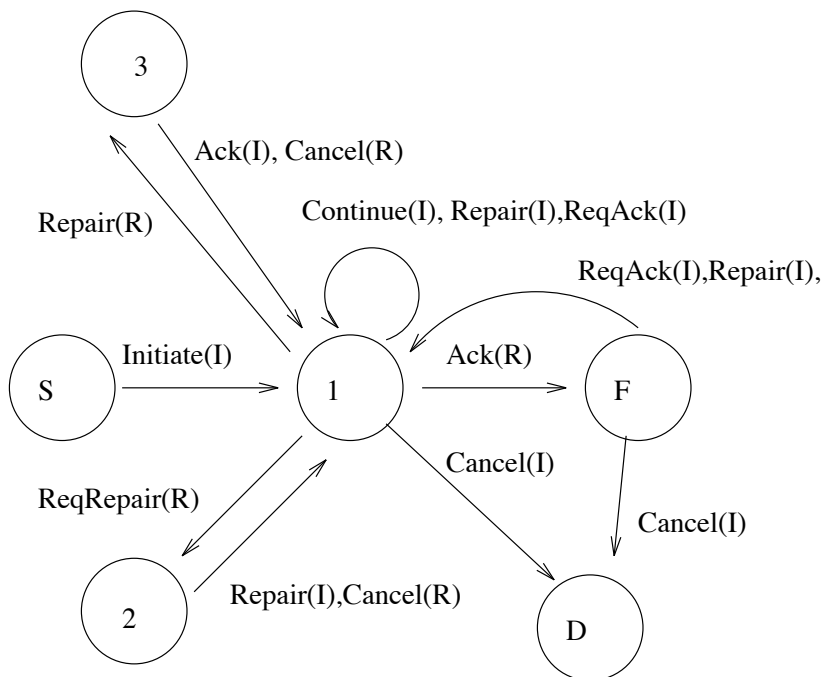 3
Ack(I), Cancel(R)
Continue(I), Repair(I),ReqAck(I)
Repair(R)
ReqAck(I),Repair(I),
Initiate(I)
Ack(R)
S
1
F
Cancel(I)
ReqRepair(R)
Cancel(I)
Repair(I),Cancel(R)
2
D